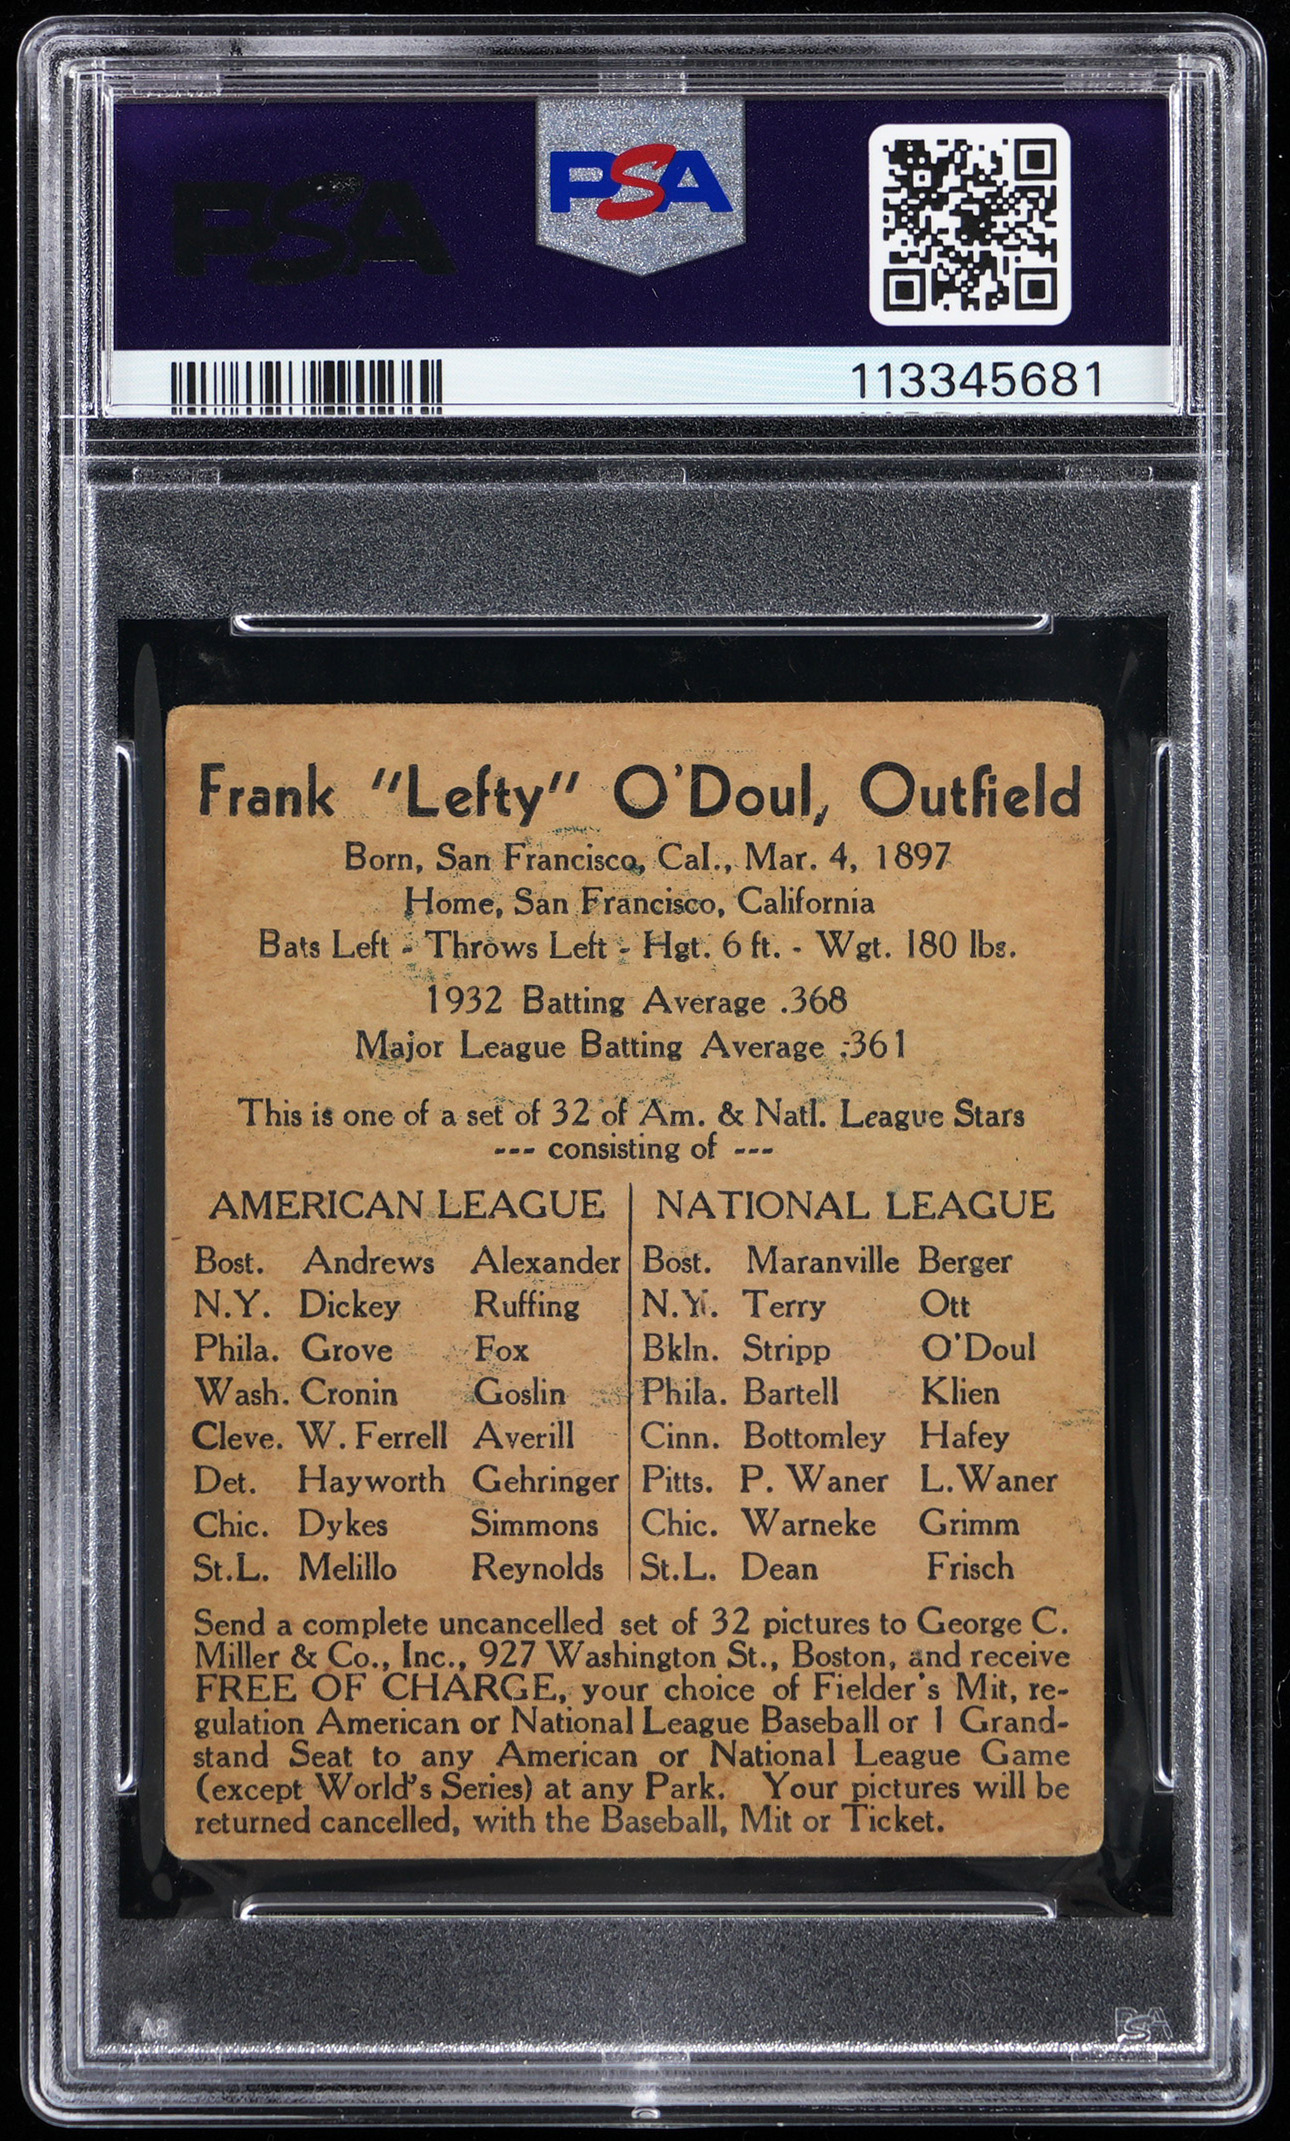 PSA
PSA
113345681
Frank "Lefty" O'Doul, Outfield
Born, San Francisco, Cal., Mar. 4, 1897
Home, San Francisco, California
Bats Left - Throws Left - Hgt. 6 ft. - Wgt. 180 lbs.
1932 Batting Average .368
Major League Batting Average .361
This is one of a set of 32 of Am. & Natl. League Stars
--- consisting of ---
AMERICAN LEAGUE NATIONAL LEAGUE
Bost. Andrews Alexander Bost. Maranville Berger
N.Y. Dickey Ruffing N.Y. Terry Ott
Phila. Grove Fox Bkln. Stripp O'Doul
Wash. Cronin Goslin Phila. Bartell Klien
Cleve. W. Ferrell Averill Cinn. Bottomley Hafey
Det. Hayworth Gehringer Pitts. P. Waner L. Waner
Chic. Dykes Simmons Chic. Warneke Grimm
St.L. Melillo Reynolds St.L. Dean Frisch
Send a complete uncancelled set of 32 pictures to George C.
Miller & Co., Inc., 927 Washington St., Boston, and receive
FREE OF CHARGE, your choice of Fielder's Mit, re-
gulation American or National League Baseball or 1 Grand-
stand Seat to any American or National League Game
(except World's Series) at any Park. Your pictures will be
returned cancelled, with the Baseball, Mit or Ticket.
PSA